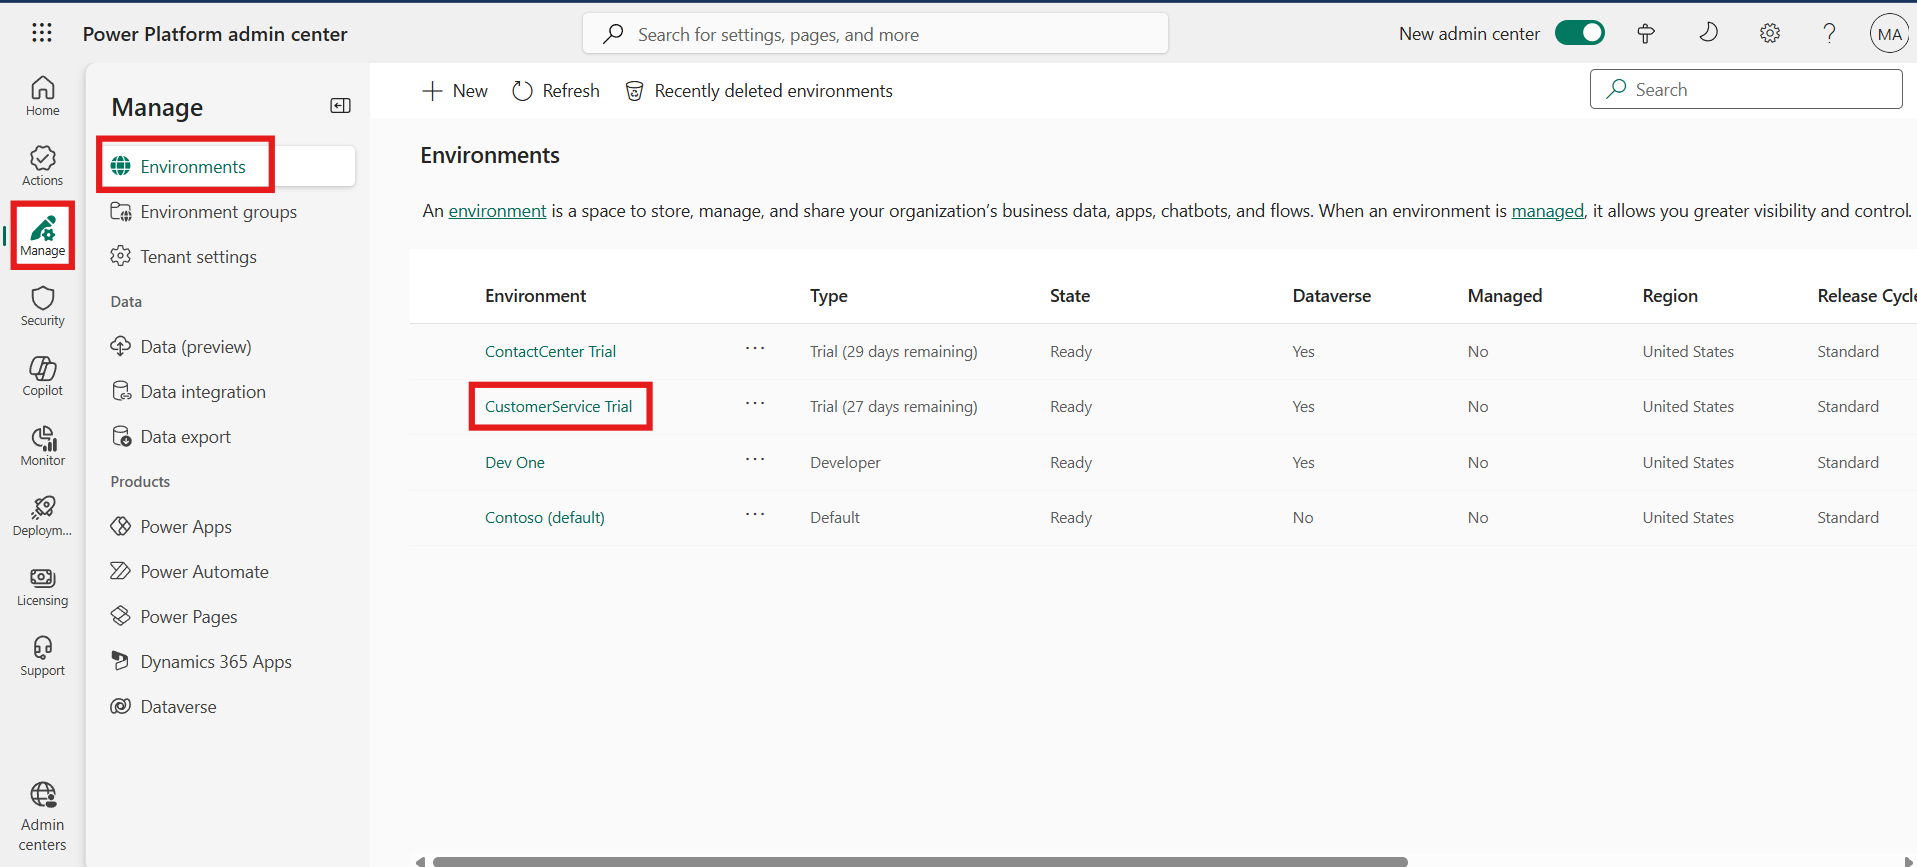 Power Platform admin center
Search for settings, pages, and more
New admin center
MA
Home
Actions
Manage
Security
Copilot
Monitor
Deploym...
Licensing
Support
Admin
centers
Manage
Environments
Environment groups
Tenant settings
Data
Data (preview)
Data integration
Data export
Products
Power Apps
Power Automate
Power Pages
Dynamics 365 Apps
Dataverse
New Refresh Recently deleted environments
Search
Environments
An environment is a space to store, manage, and share your organization's business data, apps, chatbots, and flows. When an environment is managed, it allows you greater visibility and control.
Environment Type State Dataverse Managed Region Release Cycle
ContactCenter Trial ... Trial (29 days remaining) Ready Yes No United States Standard
CustomerService Trial ... Trial (27 days remaining) Ready Yes No United States Standard
Dev One ... Developer Ready Yes No United States Standard
Contoso (default) ... Default Ready No No United States Standard